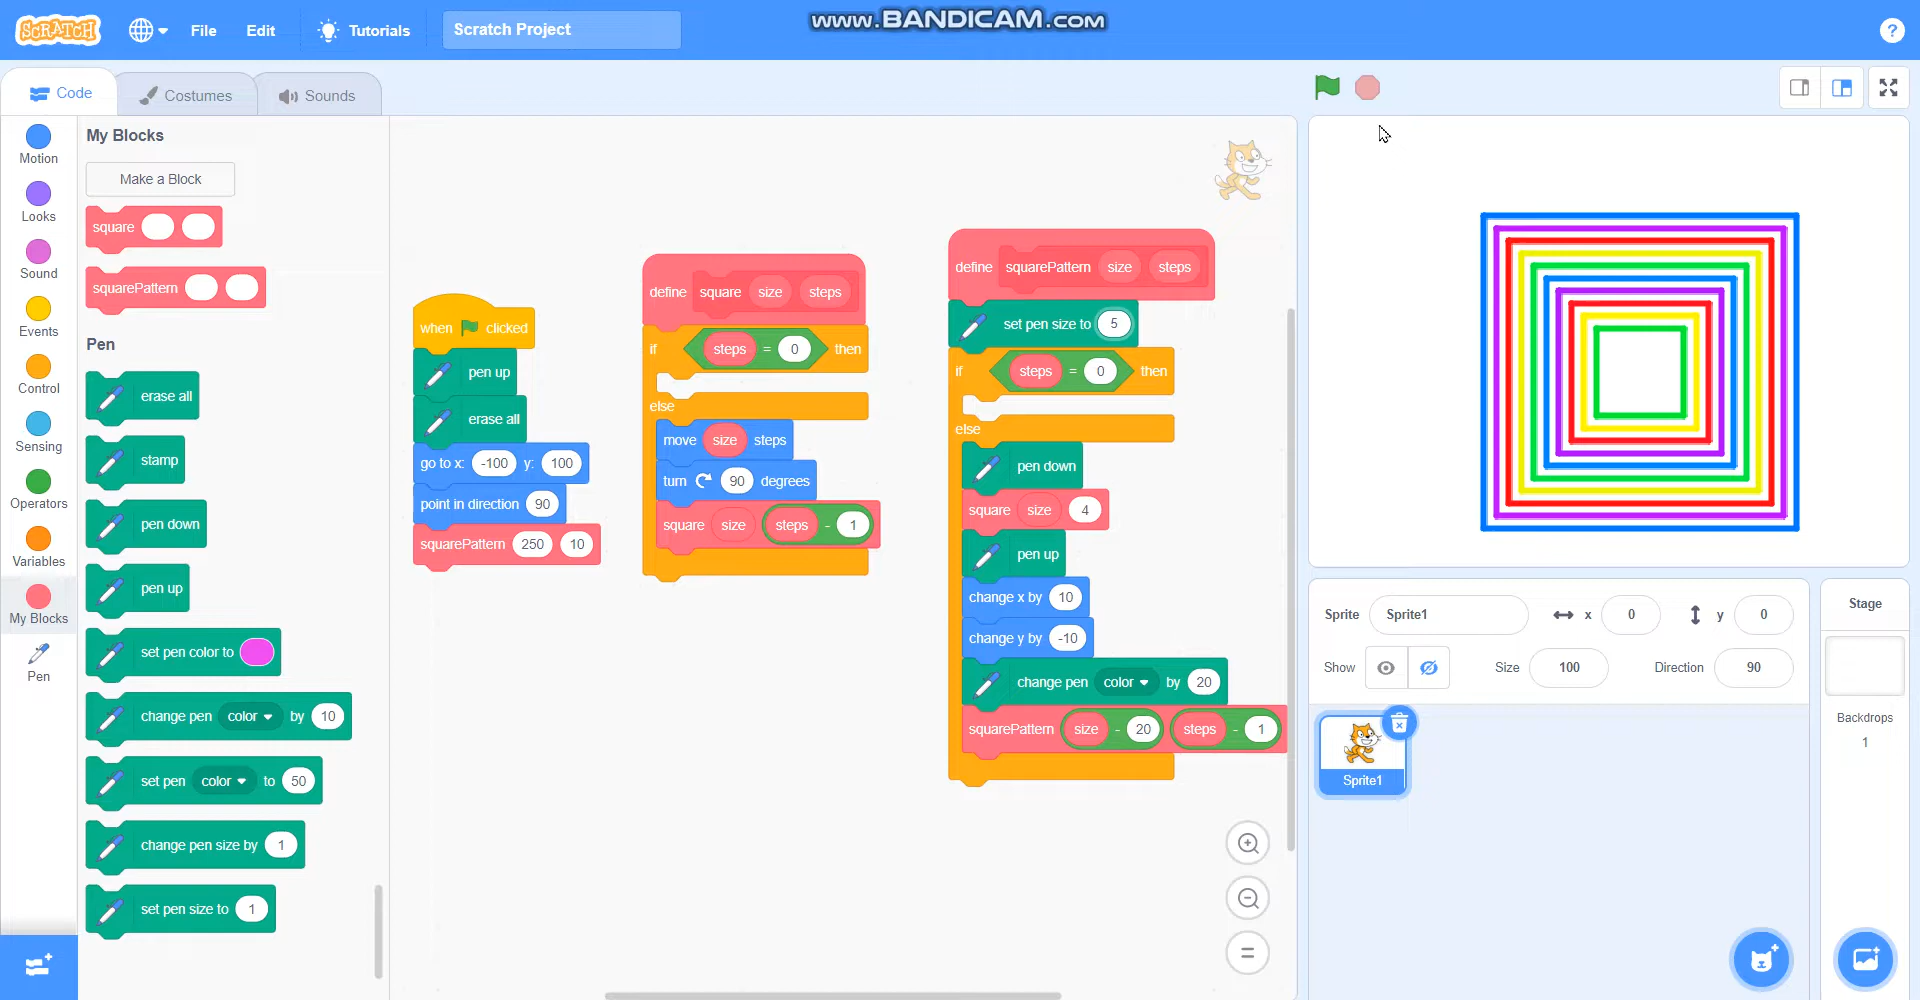 SCRATCH
File
Edit
Tutorials
Scratch Project
www.BANDICAM.com
?
Code
Costumes
Sounds
Motion
Looks
Sound
Events
Control
Sensing
Operators
Variables
My Blocks
Pen
My Blocks
Make a Block
square
squarePattern
Pen
erase all
stamp
pen down
pen up
set pen color to
change pen color by 10
set pen color to 50
change pen size by 1
set pen size to 1
when clicked
pen up
erase all
go to x: -100 y: 100
point in direction 90
squarePattern 250 10
define square size steps
if steps = 0 then
else
move size steps
turn 90 degrees
square size steps - 1
define squarePattern size steps
set pen size to 5
if steps = 0 then
else
pen down
square size 4
pen up
change x by 10
change y by -10
change pen color by 20
squarePattern size - 20 steps - 1
Sprite Sprite1 x 0 y 0
Show Size 100 Direction 90
Sprite1
Stage
Backdrops
1